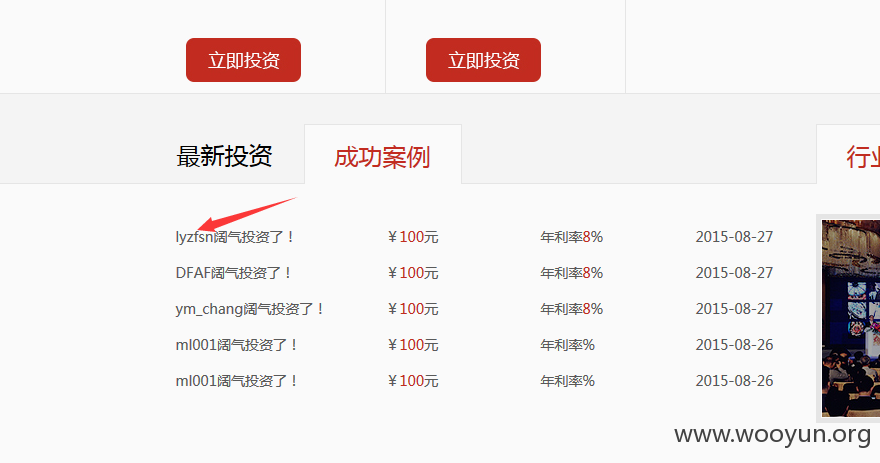 立即投资 立即投资
最新投资 成功案例 行业
lyzfsn阔气投资了！ ¥100元 年利率8% 2015-08-27
DFAF阔气投资了！ ¥100元 年利率8% 2015-08-27
ym_chang阔气投资了！ ¥100元 年利率8% 2015-08-27
ml001阔气投资了！ ¥100元 年利率% 2015-08-26
ml001阔气投资了！ ¥100元 年利率% 2015-08-26
www.wooyun.org